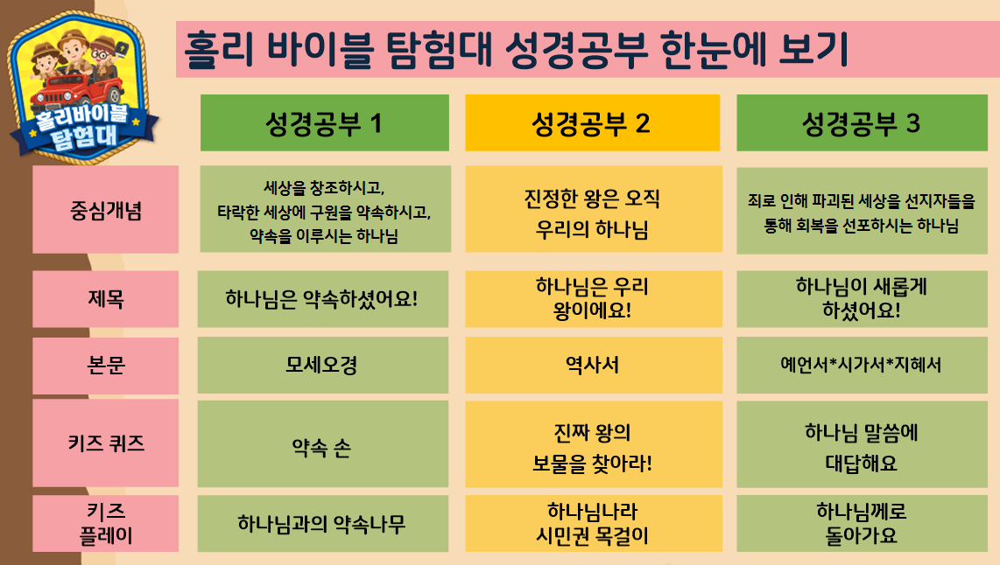 홀리 바이블 탐험대 성경공부 한눈에 보기
홀리바이블
탐험대
성경공부 1
성경공부 2
성경공부 3
중심개념
세상을 창조하시고,
타락한 세상에 구원을 약속하시고,
약속을 이루시는 하나님
진정한 왕은 오직
우리의 하나님
죄로 인해 파괴된 세상을 선지자들을
통해 회복을 선포하시는 하나님
제목
하나님은 약속하셨어요!
하나님은 우리
왕이에요!
하나님이 새롭게
하셨어요!
본문
모세오경
역사서
예언서*시가서*지혜서
키즈 퀴즈
약속 손
진짜 왕의
보물을 찾아라!
하나님 말씀에
대답해요
키즈
플레이
하나님과의 약속나무
하나님나라
시민권 목걸이
하나님께로
돌아가요